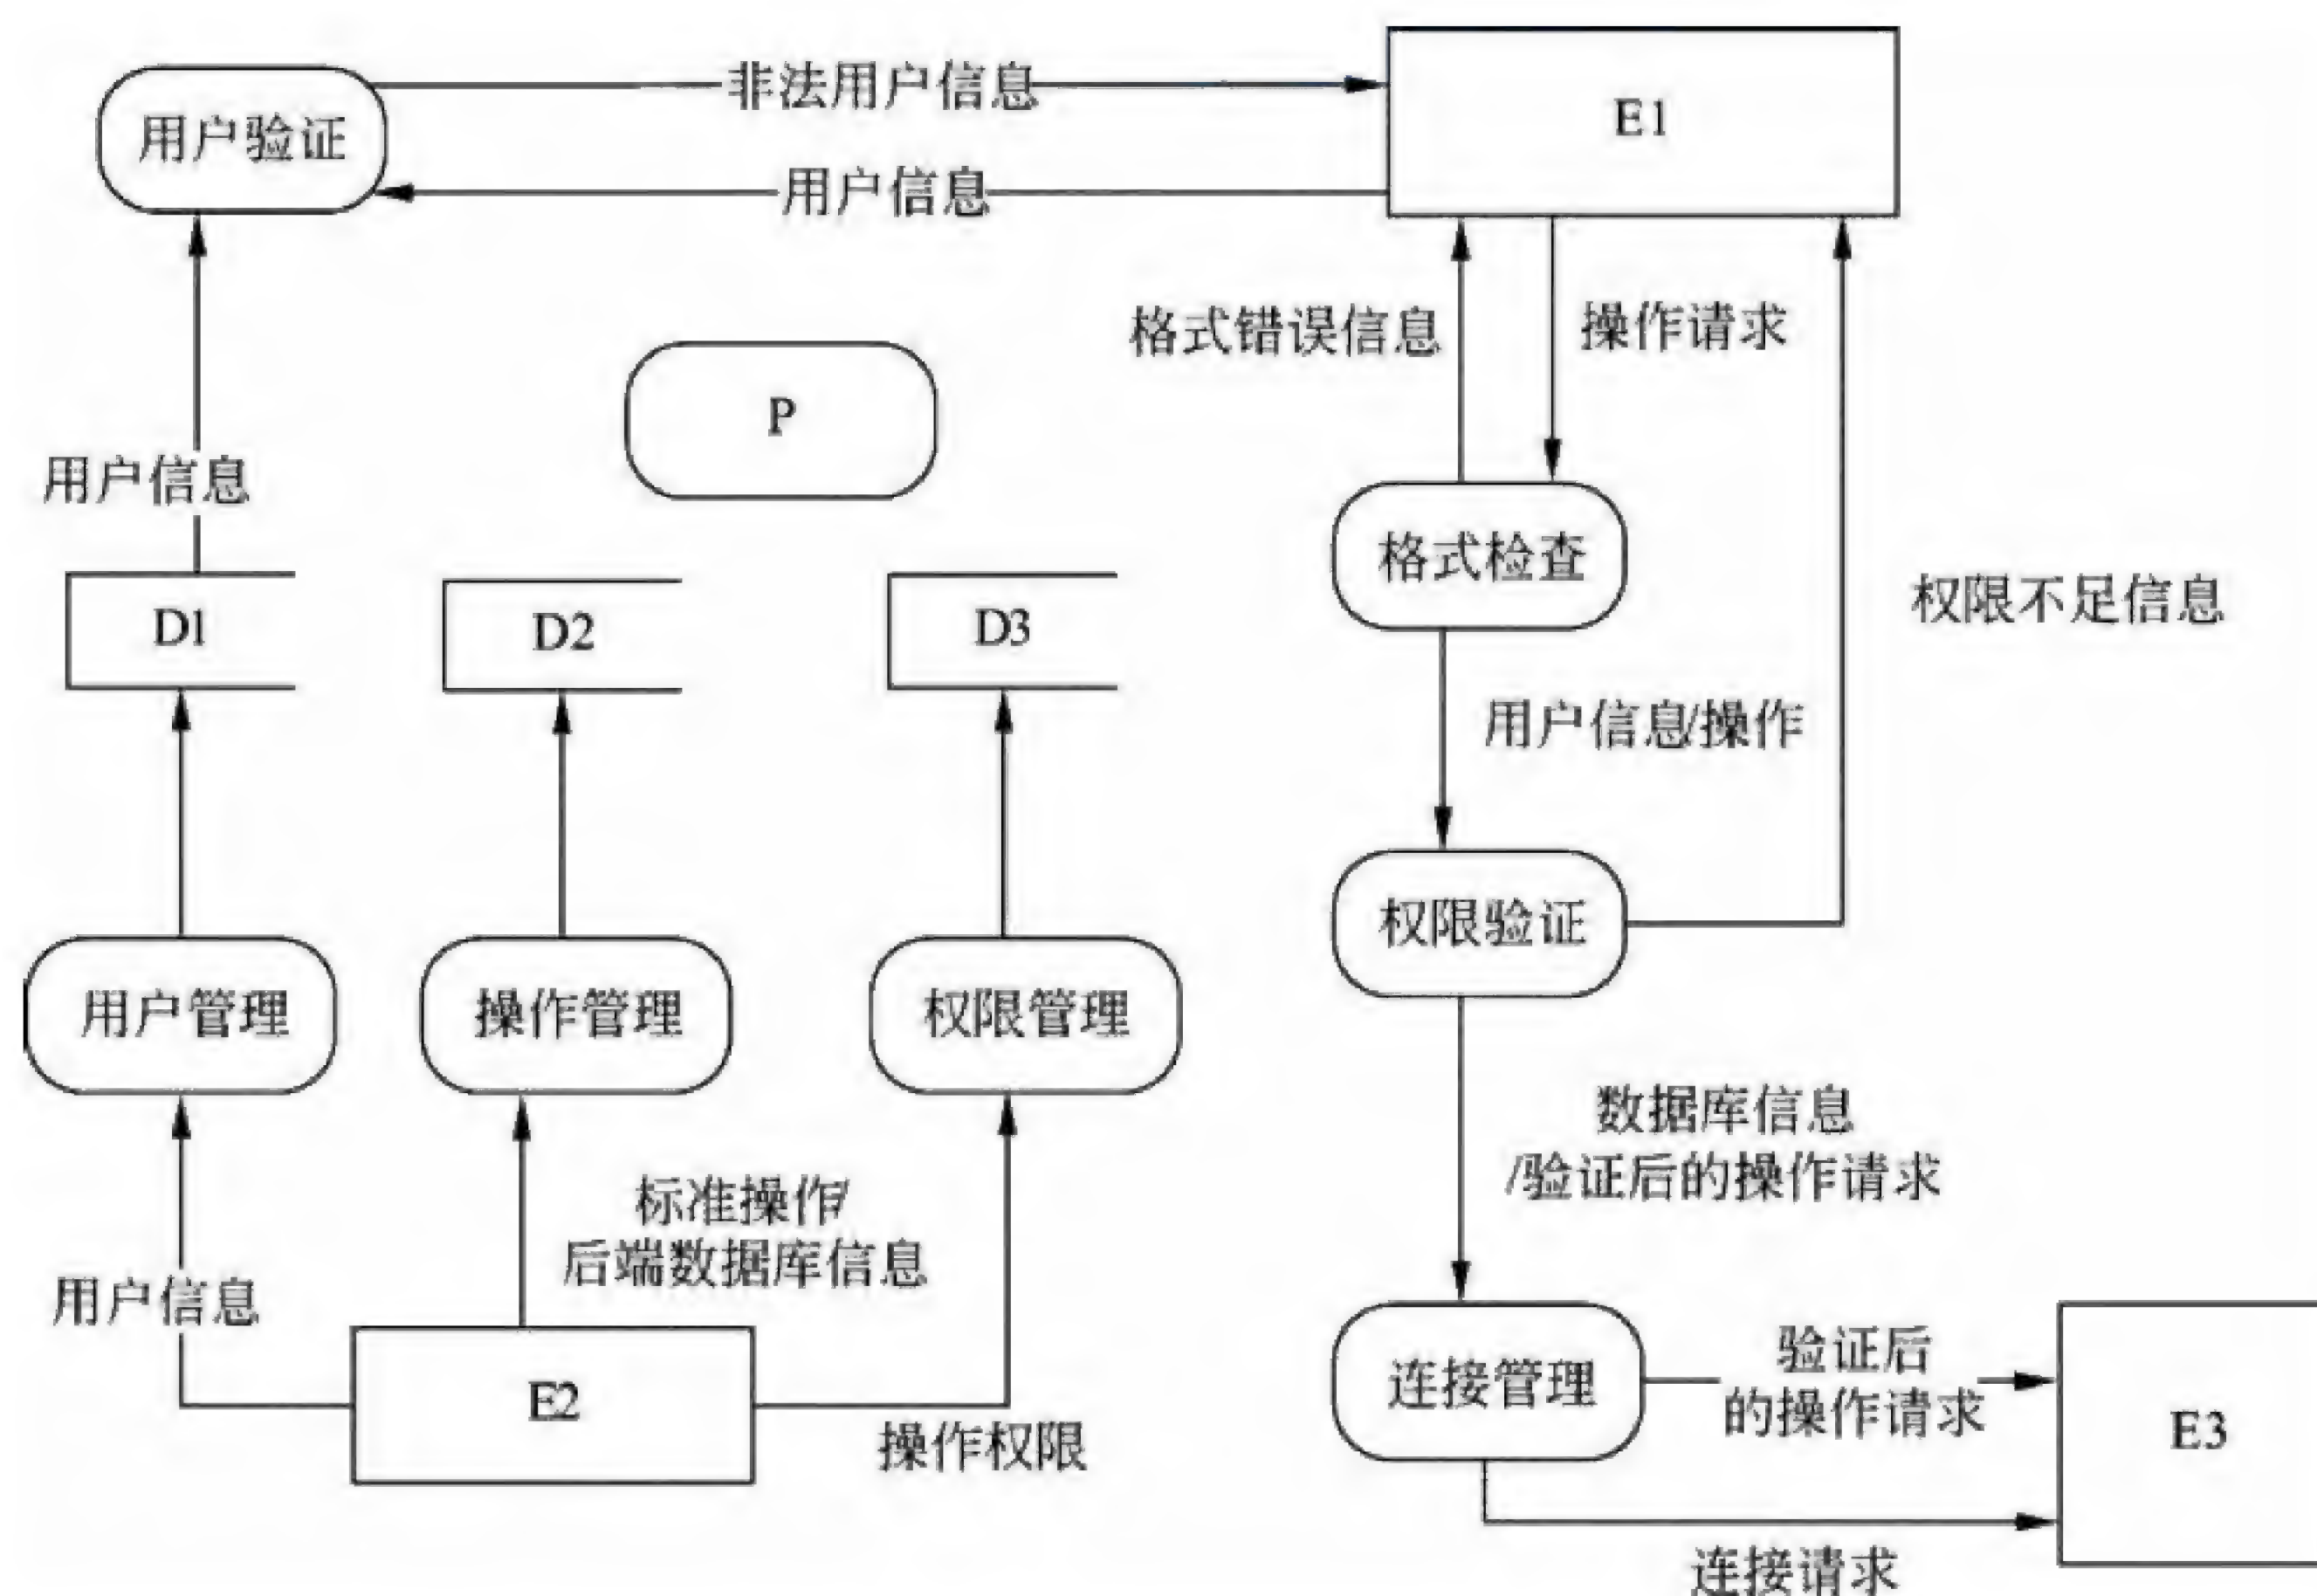 非法用户信息
E1
用户验证
用户信息
格式错误信息
操作请求
P
用户信息
格式检查
权限不足信息
D1
D2
D3
用户信息/操作
权限验证
用户管理
操作管理
权限管理
数据库信息
/验证后的操作请求
标准操作/
后端数据库信息
用户信息
E2
操作权限
连接管理
验证后
的操作请求
E3
连接请求